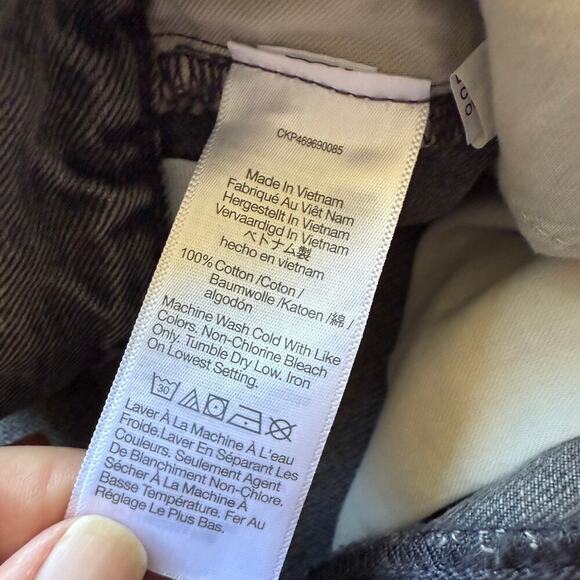 CKP469690085
Made In Vietnam
Fabriqué Au Viêt Nam
Hergestellt In Vietnam
Vervaardigd In Vietnam
ベトナム製
hecho en vietnam
100% Cotton /Coton /
Baumwolle /Katoen /綿 /
algodón
Machine Wash Cold With Like
Colors. Non-Chlorine Bleach
Only. Tumble Dry Low. Iron
On Lowest Setting.
30
Laver À La Machine À L'eau
Froide.Laver En Séparant Les
Couleurs. Seulement Agent
De Blanchiment Non-Chlore.
Sécher À La Machine À
Basse Température. Fer Au
Réglage Le Plus Bas.